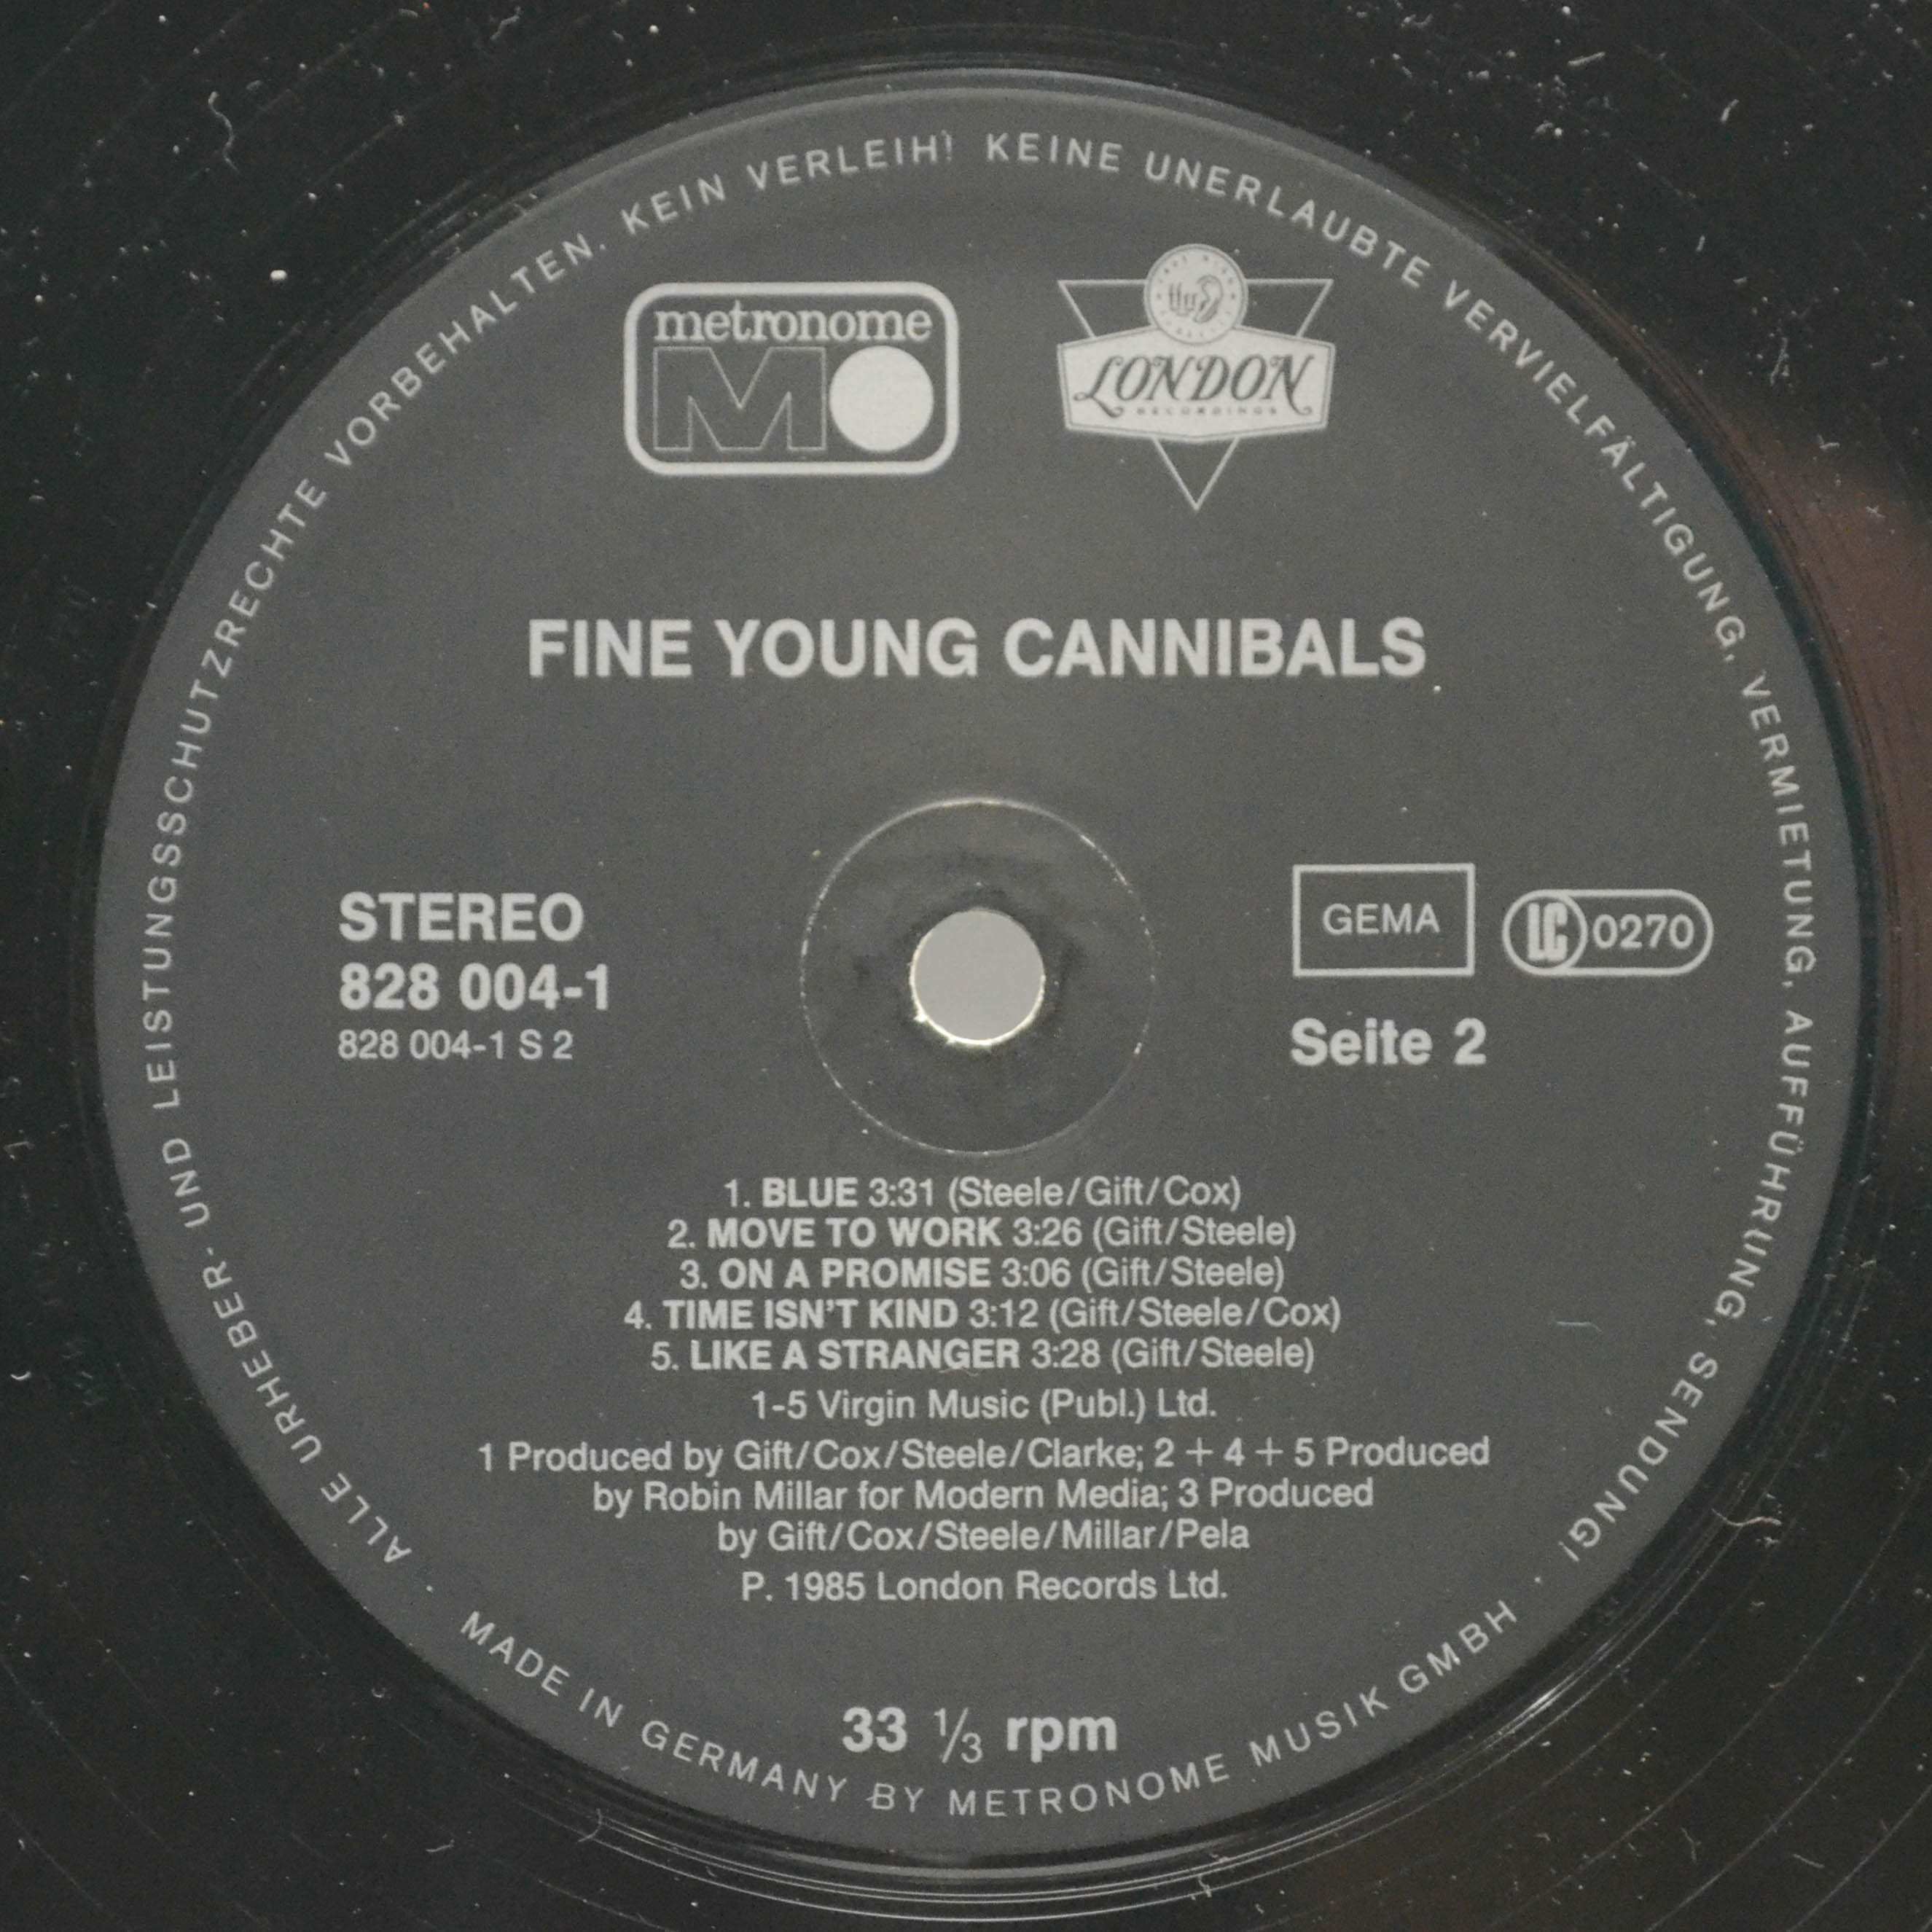 ALLE URHEBER- UND LEISTUNGSSCHUTZRECHTE VORBEHALTEN. KEIN VERLEIH! KEINE UNERLAUBTE VERVIELFÄLTIGUNG, VERMIETUNG, AUFFÜHRUNG, SENDUNG!
metronome
M
LONDON
RECORDINGS
FINE YOUNG CANNIBALS
STEREO
828 004-1
828 004-1 S 2
GEMA
LC 0270
Seite 2
1. BLUE 3:31 (Steele/Gift/Cox)
2. MOVE TO WORK 3:26 (Gift/Steele)
3. ON A PROMISE 3:06 (Gift/Steele)
4. TIME ISN'T KIND 3:12 (Gift/Steele/Cox)
5. LIKE A STRANGER 3:28 (Gift/Steele)
1-5 Virgin Music (Publ.) Ltd.
1 Produced by Gift/Cox/Steele/Clarke; 2 + 4 + 5 Produced
by Robin Millar for Modern Media; 3 Produced
by Gift/Cox/Steele/Millar/Pela
P. 1985 London Records Ltd.
33 ⅓ rpm
MADE IN GERMANY BY METRONOME MUSIK GMBH